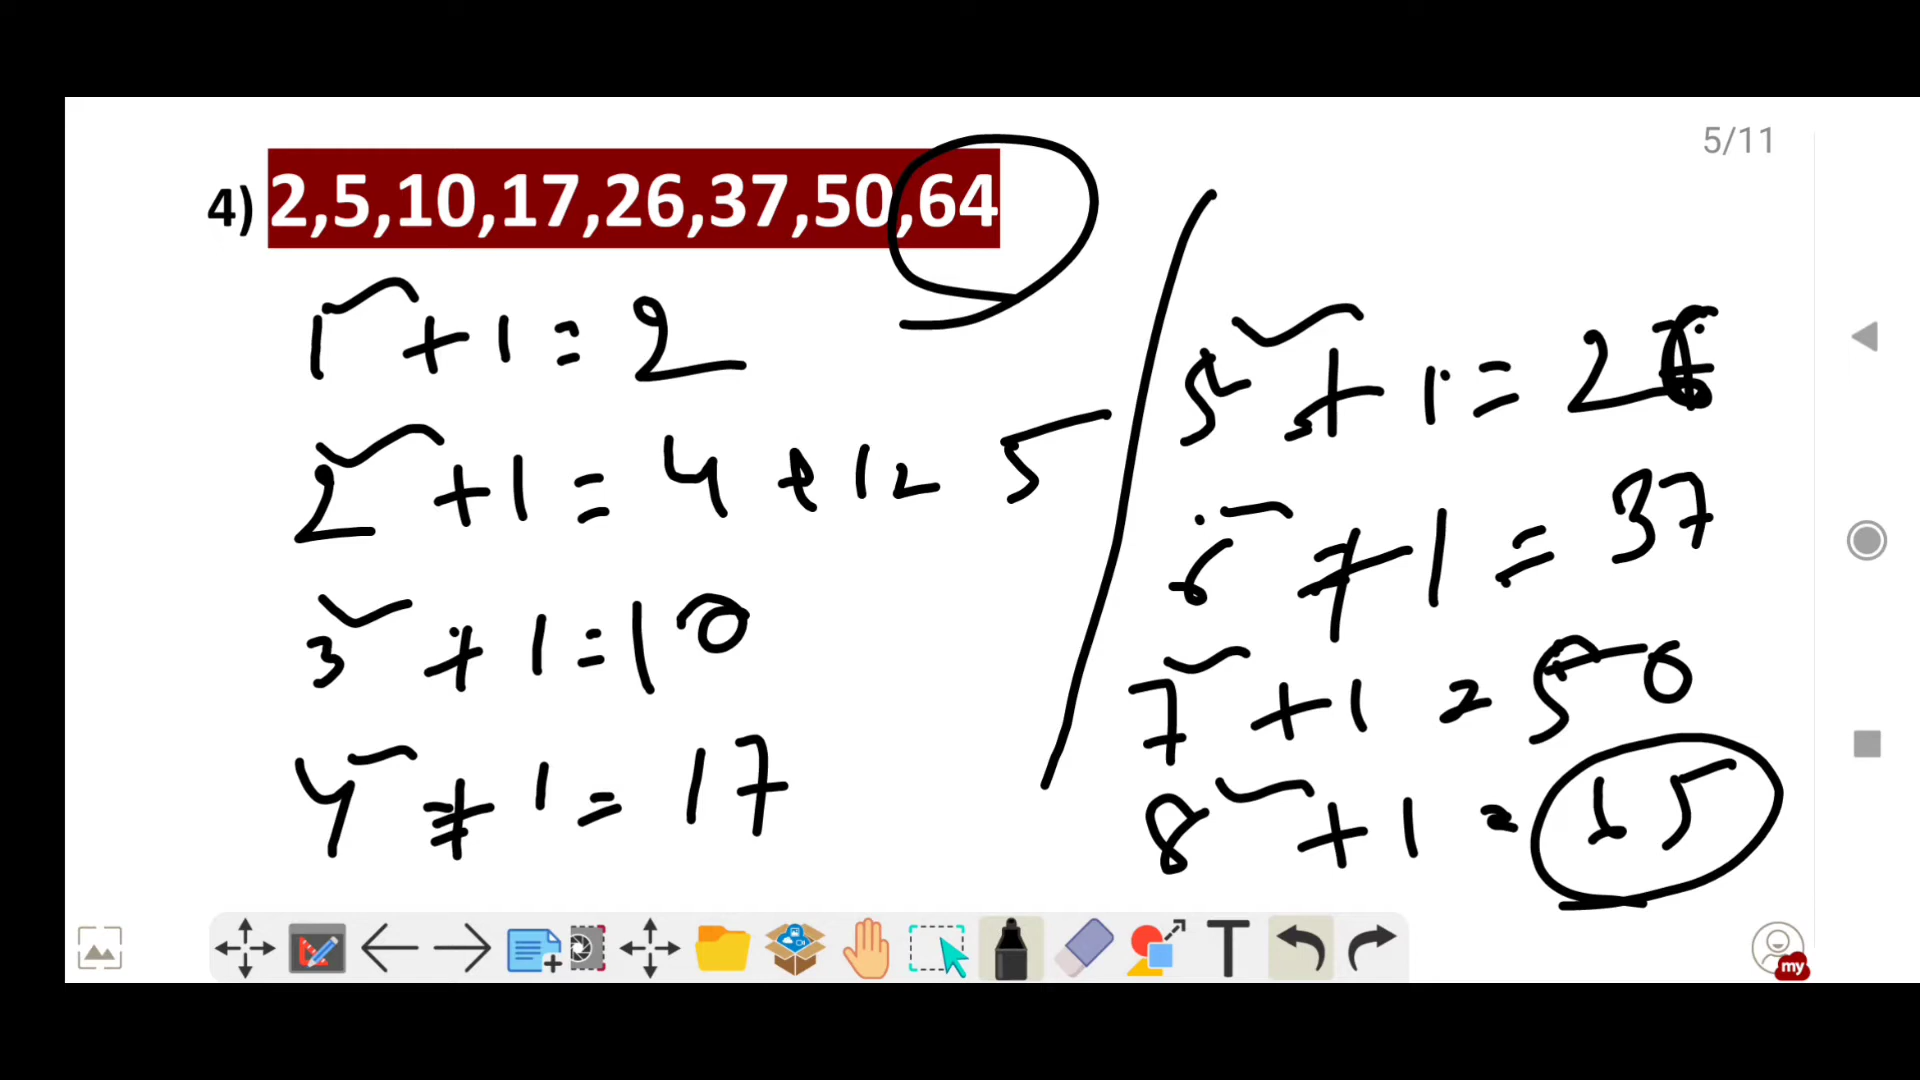 5/11
4) 2,5,10,17,26,37,50,64
1² + 1 = 2
2² + 1 = 4 + 1 = 5
3² + 1 = 10
4² + 1 = 17
5² + 1 = 26
6² + 1 = 37
7² + 1 = 50
8² + 1 = 65
T
my